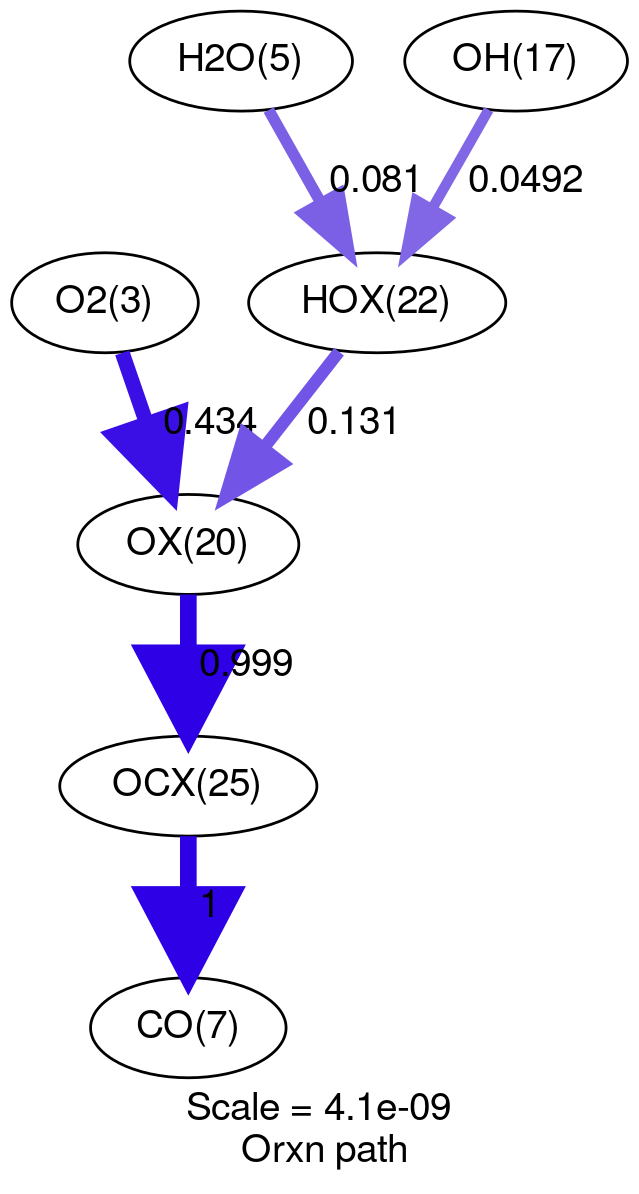 H2O(5)
OH(17)
0.081
0.0492
O2(3)
HOX(22)
0.434
0.131
OX(20)
0.999
OCX(25)
1
CO(7)
Scale = 4.1e-09
Orxn path